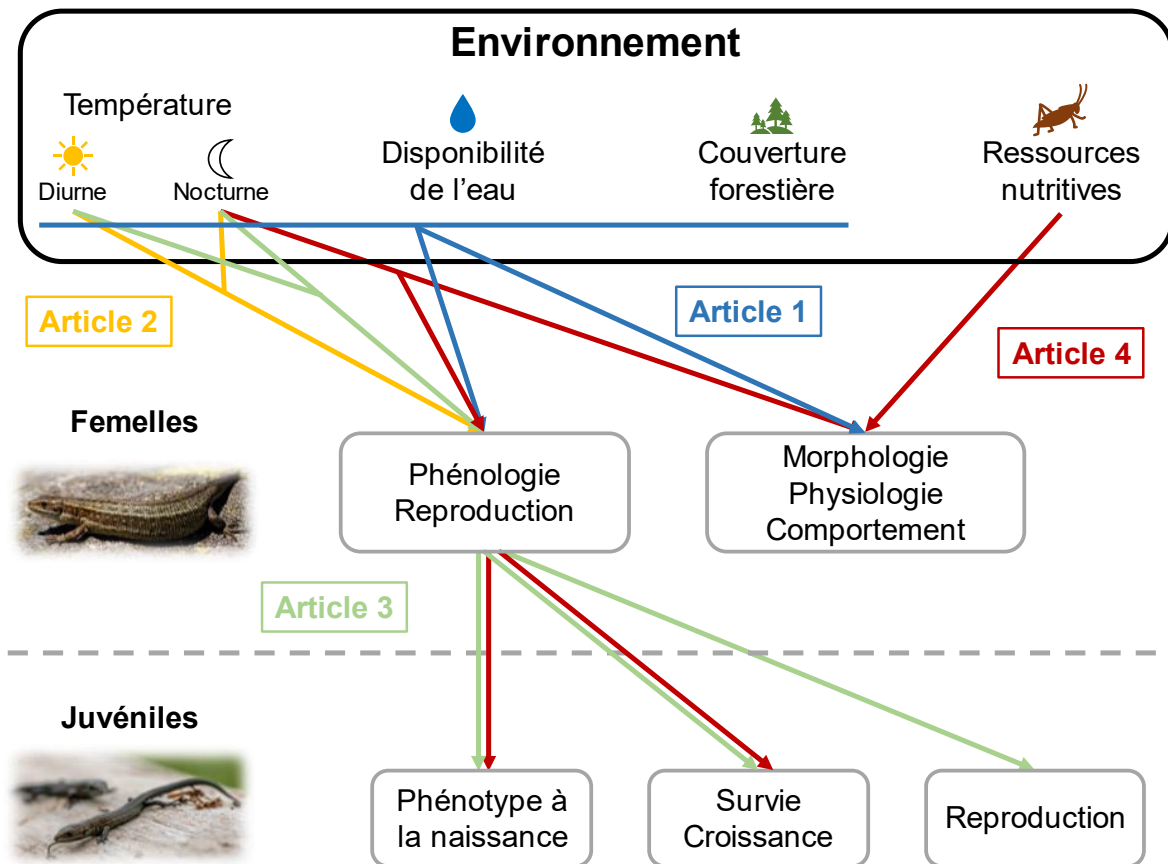 Environnement
Température
Diurne
Nocturne
Disponibilité
de l’eau
Couverture
forestière
Ressources
nutritives
Article 2
Article 1
Article 4
Femelles
Phénologie
Reproduction
Morphologie
Physiologie
Comportement
Article 3
Juvéniles
Phénotype à
la naissance
Survie
Croissance
Reproduction